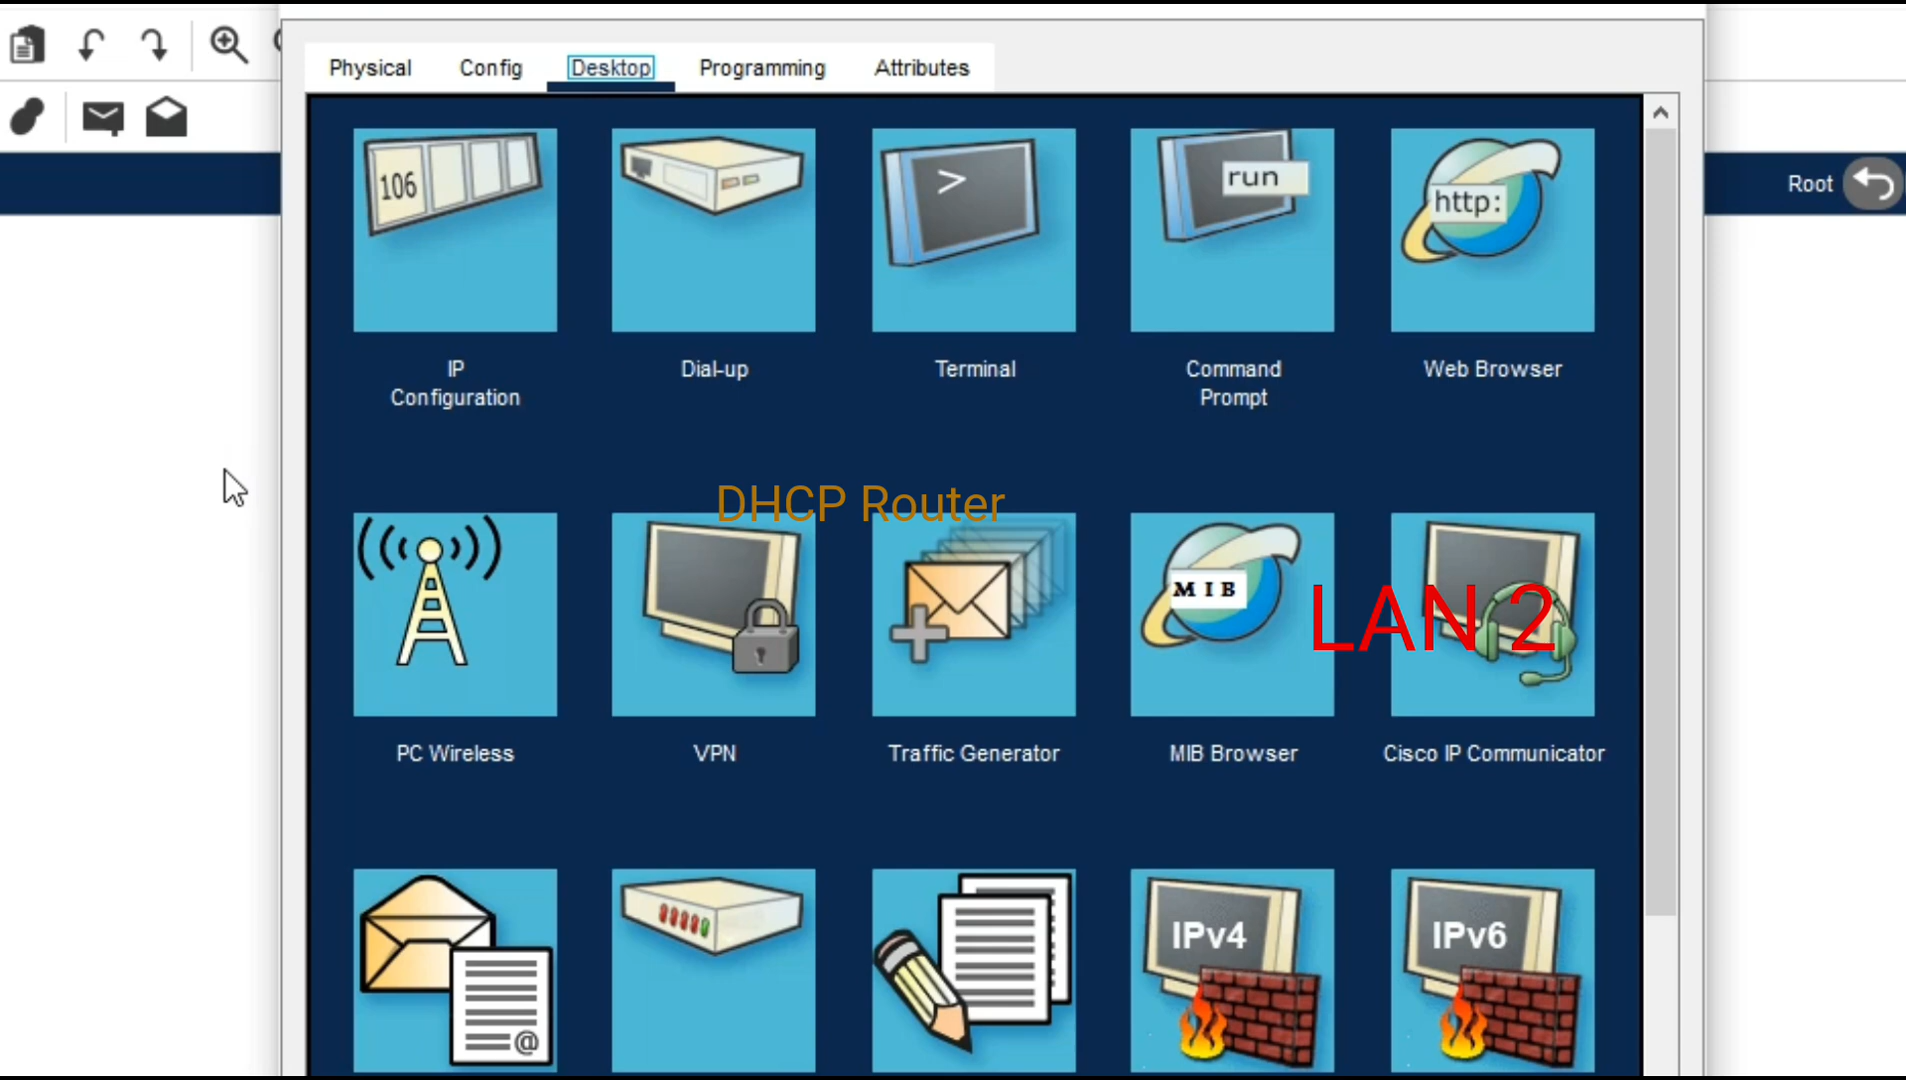 Physical Config Desktop Programming Attributes
106
>
run
http:
Root
IP
Configuration
Dial-up
Terminal
Command
Prompt
Web Browser
DHCP Router
MIB
LAN 2
PC Wireless
VPN
Traffic Generator
MIB Browser
Cisco IP Communicator
@
IPv4
IPv6